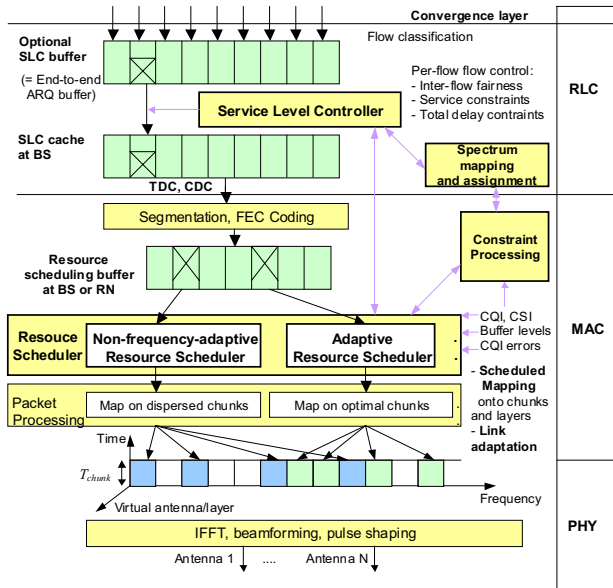 Convergence layer
Optional
SLC buffer
(= End-to-end
ARQ buffer)
Flow classification
Per-flow flow control:
- Inter-flow fairness
- Service constraints
- Total delay contraints
RLC
Service Level Controller
SLC cache
at BS
Spectrum
mapping
and assignment
TDC, CDC
Segmentation, FEC Coding
Resource
scheduling buffer
at BS or RN
Constraint
Processing
CQI, CSI
Buffer levels
CQI errors
MAC
Resouce
Scheduler
Non-frequency-adaptive
Resource Scheduler
Adaptive
Resource Scheduler
- Scheduled
Mapping
onto chunks
and layers
- Link
adaptation
Packet
Processing
Map on dispersed chunks
Map on optimal chunks
Time
Tchunk
Frequency
Virtual antenna/layer
PHY
IFFT, beamforming, pulse shaping
Antenna 1 .... Antenna N